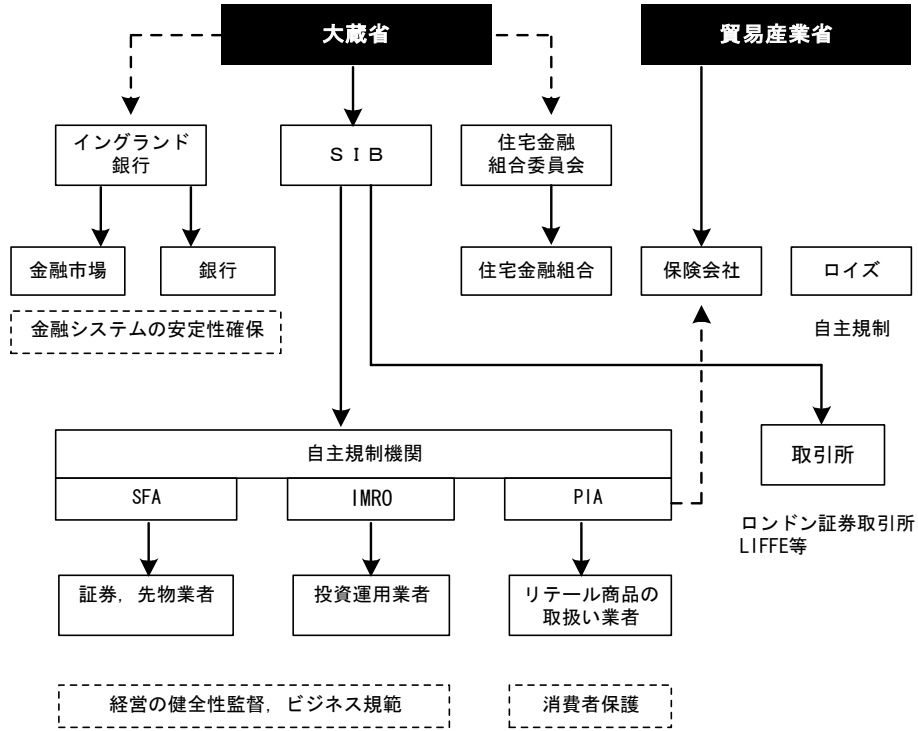 大蔵省
貿易産業省
イングランド
銀行
ＳＩＢ
住宅金融
組合委員会
金融市場
銀行
住宅金融組合
保険会社
ロイズ
金融システムの安定性確保
自主規制
自主規制機関
取引所
SFA
IMRO
PIA
ロンドン証券取引所
LIFFE等
証券，先物業者
投資運用業者
リテール商品の
取扱い業者
経営の健全性監督，ビジネス規範
消費者保護